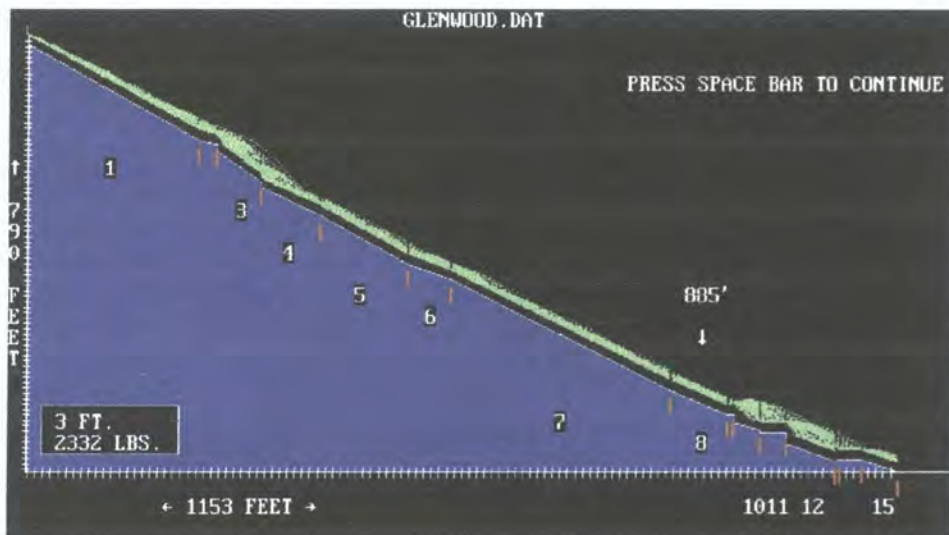 GLENWOOD.DAT
PRESS SPACE BAR TO CONTINUE
1
3
4
5
6
7
8
↑ 790 FEET
885'
↓
3 FT.
2332 LBS.
← 1153 FEET →
1011 12
15